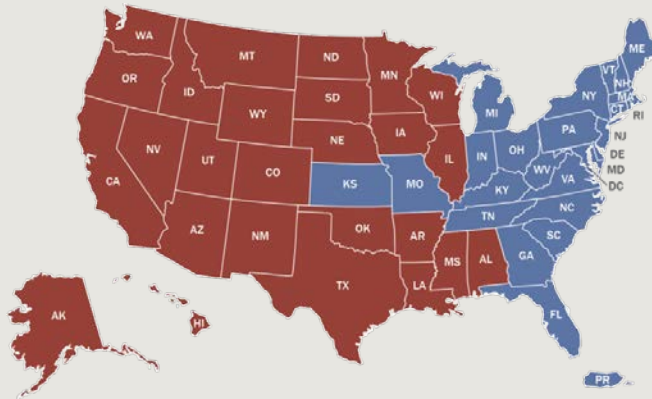 WA
MT
ND
MN
ME
VT
NH
OR
ID
SD
WI
NY
MA
CT
RI
WY
MI
IA
PA
NJ
NE
NV
UT
CO
IL
IN
OH
DE
MD
DC
WV
VA
CA
KS
MO
KY
NC
TN
AZ
NM
OK
AR
SC
MS
AL
GA
TX
LA
FL
AK
HI
PR